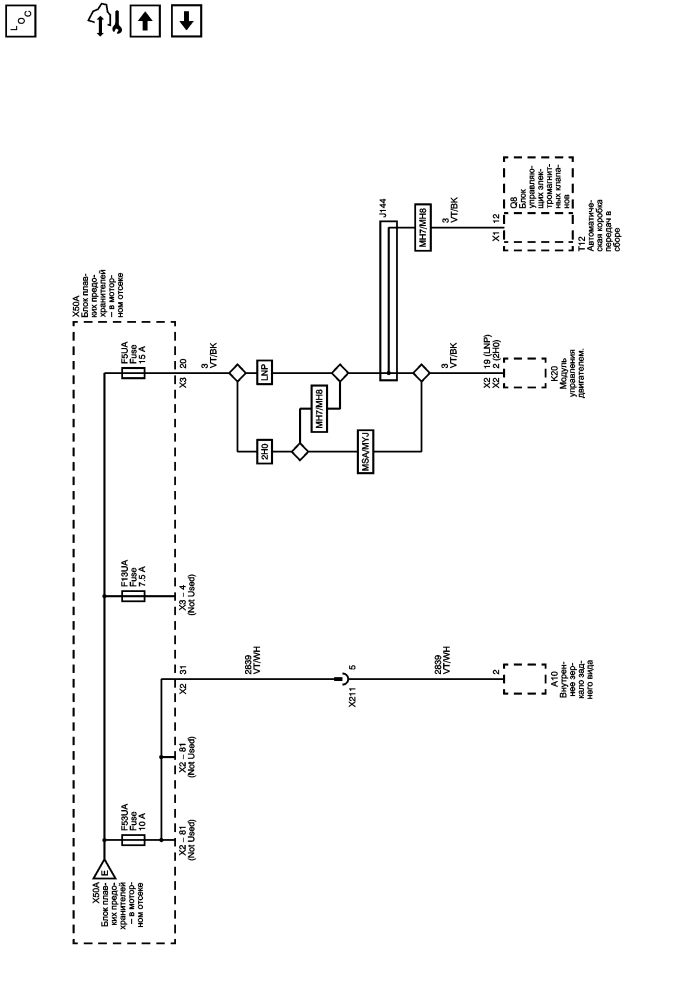 LOC
X50A
Блок плав-
ких предо-
хранителей
– в мотор-
ном отсеке
E
X50A
Блок плав-
ких предо-
хранителей
– в мотор-
ном отсеке
F53UA
Fuse
10 A
F13UA
Fuse
7.5 A
F5UA
Fuse
15 A
X2 – 81
(Not Used)
X2 – 81
(Not Used)
X2 31
X3 – 4
(Not Used)
X3 20
2839
VT/WH
X211 5
2839
VT/WH
2
A10
Внутрен-
нее зер-
кало зад-
него вида
3
VT/BK
2H0
LNP
MH7/MH8
MSA/MYJ
J144
MH7/MH8
3
VT/BK
X2 19 (LNP)
X2 2 (2H0)
K20
Модуль
управления
двигателем.
3
VT/BK
X1 12
Q8
Блок
управляю-
щих элек-
тромагнит-
ных клапа-
нов
T12
Автоматиче-
ская коробка
передач в
сборе